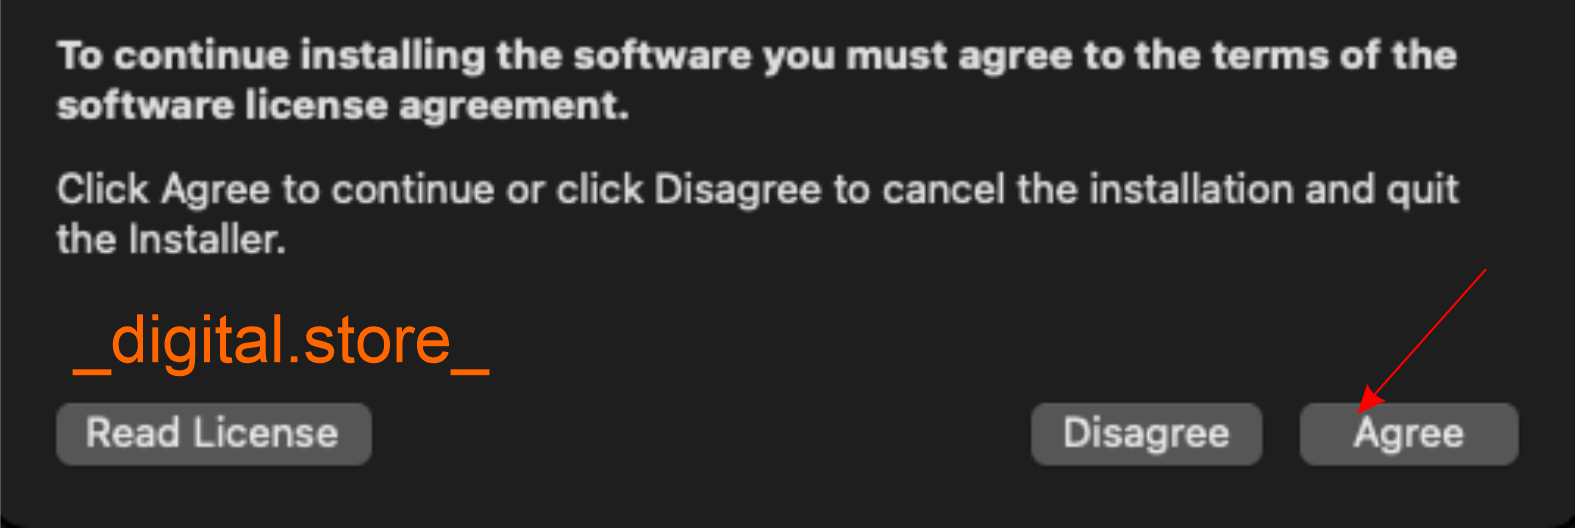 To continue installing the software you must agree to the terms of the
software license agreement.
Click Agree to continue or click Disagree to cancel the installation and quit
the Installer.
_digital.store_
Read License
Disagree
Agree